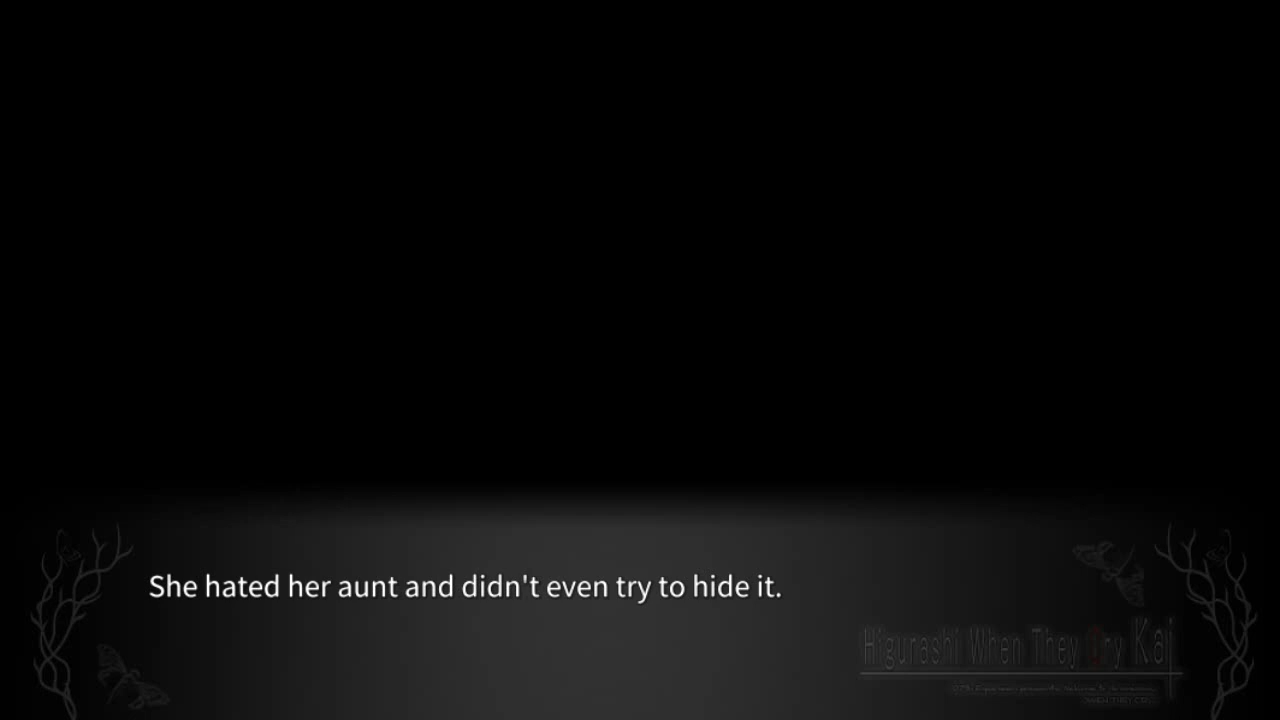 She hated her aunt and didn't even try to hide it.
Higurashi When They Cry Kai